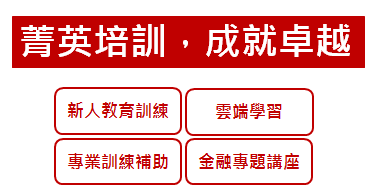 菁英培訓，成就卓越
新人教育訓練
雲端學習
專業訓練補助
金融專題講座